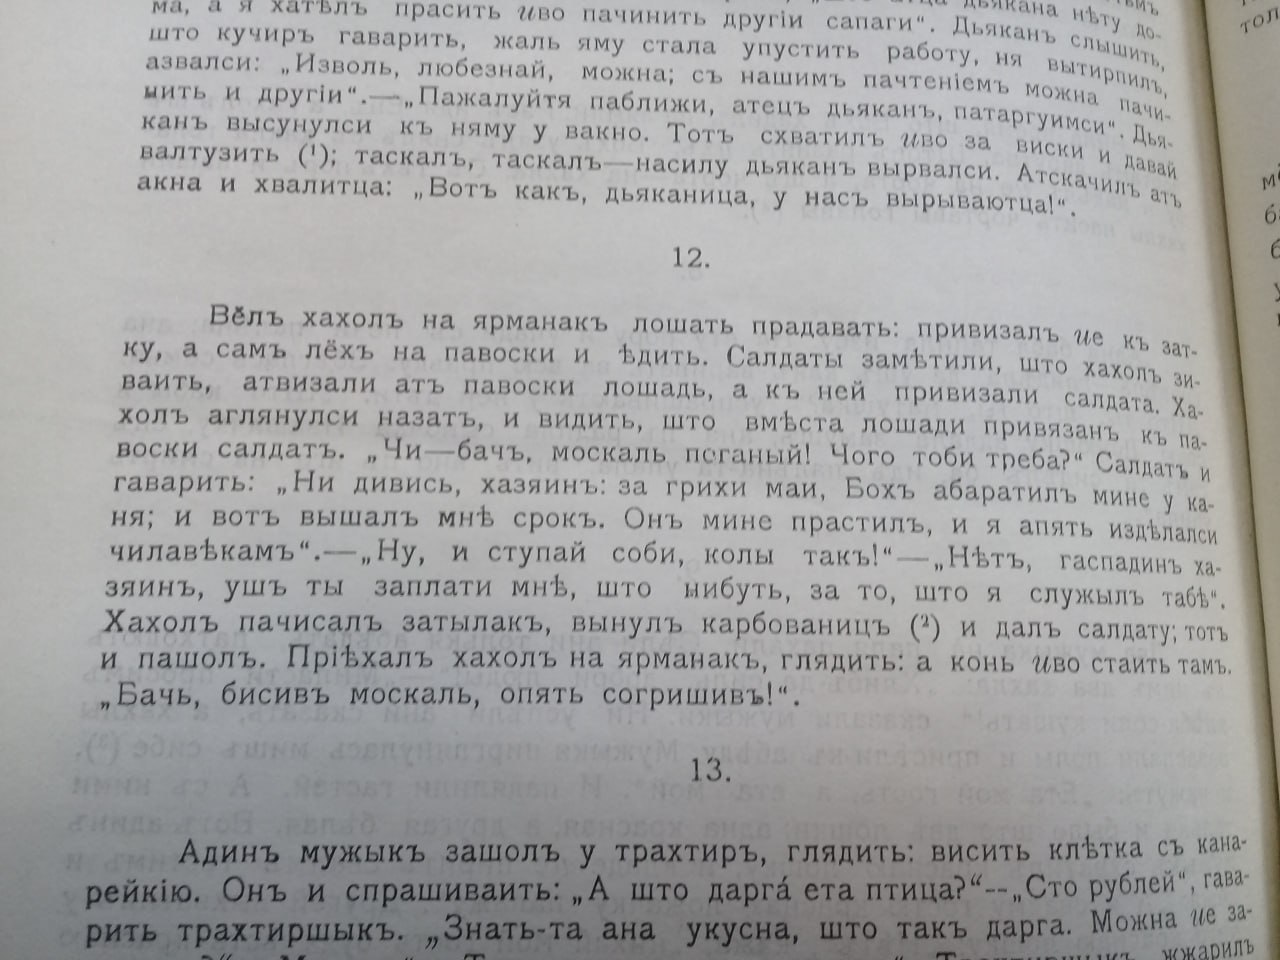 ма, а я хатѣлъ прасить иво пачинить другіи сапаги“. Дьяканъ слышить,
што кучиръ гаварить, жаль яму стала упустить работу, ня вытирпилъ,
азвалси: „Изволь, любезнай, можна; съ нашимъ пачтеніемъ можна пачи-
нить и другіи“.—„Пажалуйтя паближи, атецъ дьяканъ, патаргуимси“. Дья-
канъ высунулси къ няму у вакно. Тотъ схватилъ иво за виски и давай
валтузить (¹); таскалъ, таскалъ—насилу дьяканъ вырвалси. Атскачилъ атъ
акна и хвалитца: „Вотъ какъ, дьяканица, у насъ вырываютца!“.
12.
Вёлъ хахолъ на ярманакъ лошать прадавать: привизалъ ие къ зат-
ку, а самъ лёхъ на павоски и ѣдить. Салдаты замѣтили, што хахолъ зи-
ваить, атвизали атъ павоски лошадь, а къ ней привизали салдата. Ха-
холъ аглянулси назатъ, и видить, што вмѣста лошади привязанъ къ па-
воски салдатъ. „Чи—бачъ, москаль поганый! Чого тоби треба?“ Салдатъ и
гаварить: „Ни дивись, хазяинъ: за грихи маи, Бохъ абаратилъ мине у ка-
ня; и вотъ вышалъ мнѣ срокъ. Онъ мине прастилъ, и я апять издѣлалси
чилавѣкамъ“.—„Ну, и ступай соби, колы такъ!“—„Нѣтъ, гаспадинъ ха-
зяинъ, ушъ ты заплати мнѣ, што нибуть, за то, што я служылъ табѣ“.
Хахолъ пачисалъ затылакъ, вынулъ карбованицъ (²) и далъ салдату; тотъ
и пашолъ. Пріѣхалъ хахолъ на ярманакъ, глядить: а конь иво стаить тамъ.
„Бачь, бисивъ москаль, опять согришивъ!“.
13.
Адинъ мужыкъ зашолъ у трахтиръ, глядить: висить клѣтка съ кана-
рейкію. Онъ и спрашиваить: „А што дарга́ ета птица?“--„Сто рублей“, гава-
рить трахтиршыкъ. „Знать-та ана укусна, што такъ дарга. Можна ие за-
жжарилъ